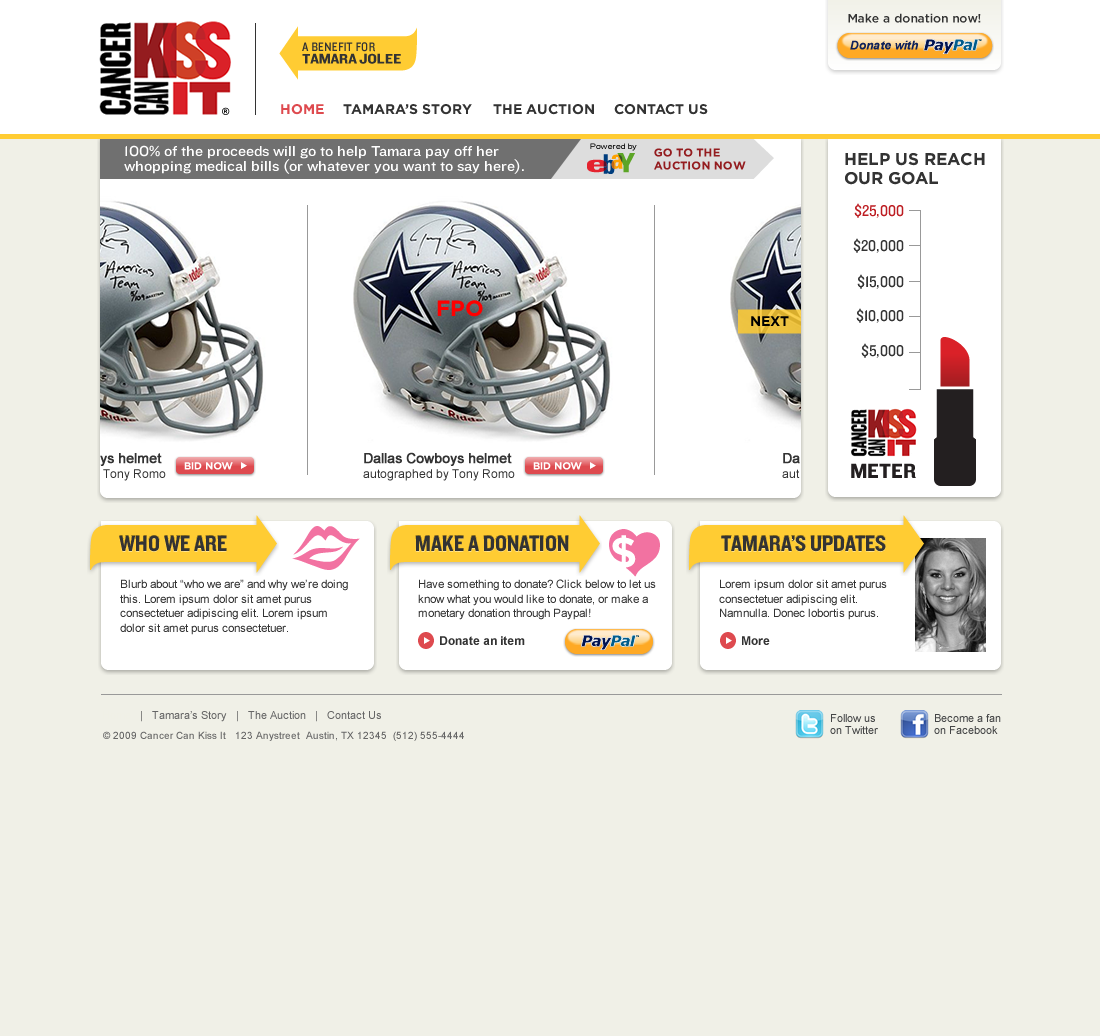 CANCER CAN KISS IT®
A BENEFIT FOR
TAMARA JOLEE
Make a donation now!
Donate with PayPal™
HOME TAMARA'S STORY THE AUCTION CONTACT US
100% of the proceeds will go to help Tamara pay off her
whopping medical bills (or whatever you want to say here).
Powered by
ebay
GO TO THE
AUCTION NOW
America's
Team
FPO
NEXT
ys helmet
Tony Romo
BID NOW
Dallas Cowboys helmet
autographed by Tony Romo
BID NOW
Da
aut
HELP US REACH
OUR GOAL
$25,000
$20,000
$15,000
$10,000
$5,000
CANCER CAN KISS IT
METER
WHO WE ARE
Blurb about “who we are” and why we’re doing
this. Lorem ipsum dolor sit amet purus
consectetuer adipiscing elit. Lorem ipsum
dolor sit amet purus consectetuer.
MAKE A DONATION
$
Have something to donate? Click below to let us
know what you would like to donate, or make a
monetary donation through Paypal!
Donate an item
PayPal™
TAMARA'S UPDATES
Lorem ipsum dolor sit amet purus
consectetuer adipiscing elit.
Namnulla. Donec lobortis purus.
More
| Tamara’s Story | The Auction | Contact Us
© 2009 Cancer Can Kiss It 123 Anystreet Austin, TX 12345 (512) 555-4444
Follow us
on Twitter
Become a fan
on Facebook